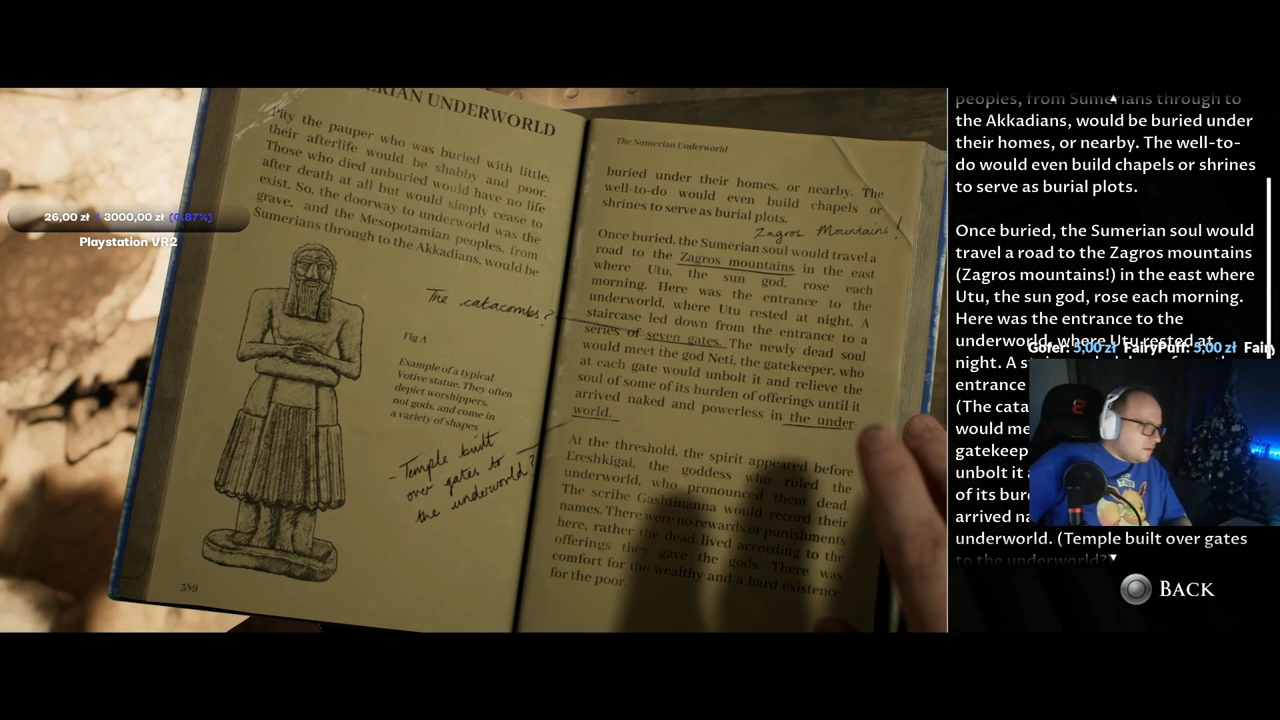 SUMERIAN UNDERWORLD
Pity the pauper who was buried with little;
their afterlife would be shabby and poor.
Those who died unburied would have no life
after death at all but would simply cease to
exist. So, the doorway to underworld was the
grave, and the Mesopotamian peoples, from
Sumerians through to the Akkadians, would be
The catacombs?
Fig A
Example of a typical
Votive statue. They often
depict worshippers,
not gods, and come in
a variety of shapes
- Temple built
over gates to
the underworld?
389
The Sumerian Underworld
buried under their homes, or nearby. The
well-to-do would even build chapels or
shrines to serve as burial plots.
Zagros Mountains!
Once buried, the Sumerian soul would travel a
road to the Zagros mountains in the east
where Utu, the sun god, rose each
morning. Here was the entrance to the
underworld, where Utu rested at night. A
staircase led down from the entrance to a
series of seven gates. The newly dead soul
would meet the god Neti, the gatekeeper, who
at each gate would unbolt it and relieve the
soul of some of its burden of offerings until it
arrived naked and powerless in the under-
world.
At the threshold, the spirit appeared before
Ereshkigal, the goddess who ruled the
underworld, who pronounced them dead.
The scribe Gashtinanna would record their
names. There were no rewards or punishments
here, rather the dead lived according to the
offerings they gave the gods. There was
comfort for the wealthy and a hard existence
for the poor.
26,00 zł / 3000,00 zł (0.87%)
Playstation VR2
peoples, from Sumerians through to
the Akkadians, would be buried under
their homes, or nearby. The well-to-
do would even build chapels or shrines
to serve as burial plots.
Once buried, the Sumerian soul would
travel a road to the Zagros mountains
(Zagros mountains!) in the east where
Utu, the sun god, rose each morning.
Here was the entrance to the
underworld, where Utu rested at
Gofer: 5,00 zł FairyPuff: 5,00 zł Fairy
night. A
entrance
(The cata
would me
gatekeep
unbolt it
of its burd
arrived na
underworld. (Temple built over gates
to the underworld?)
BACK